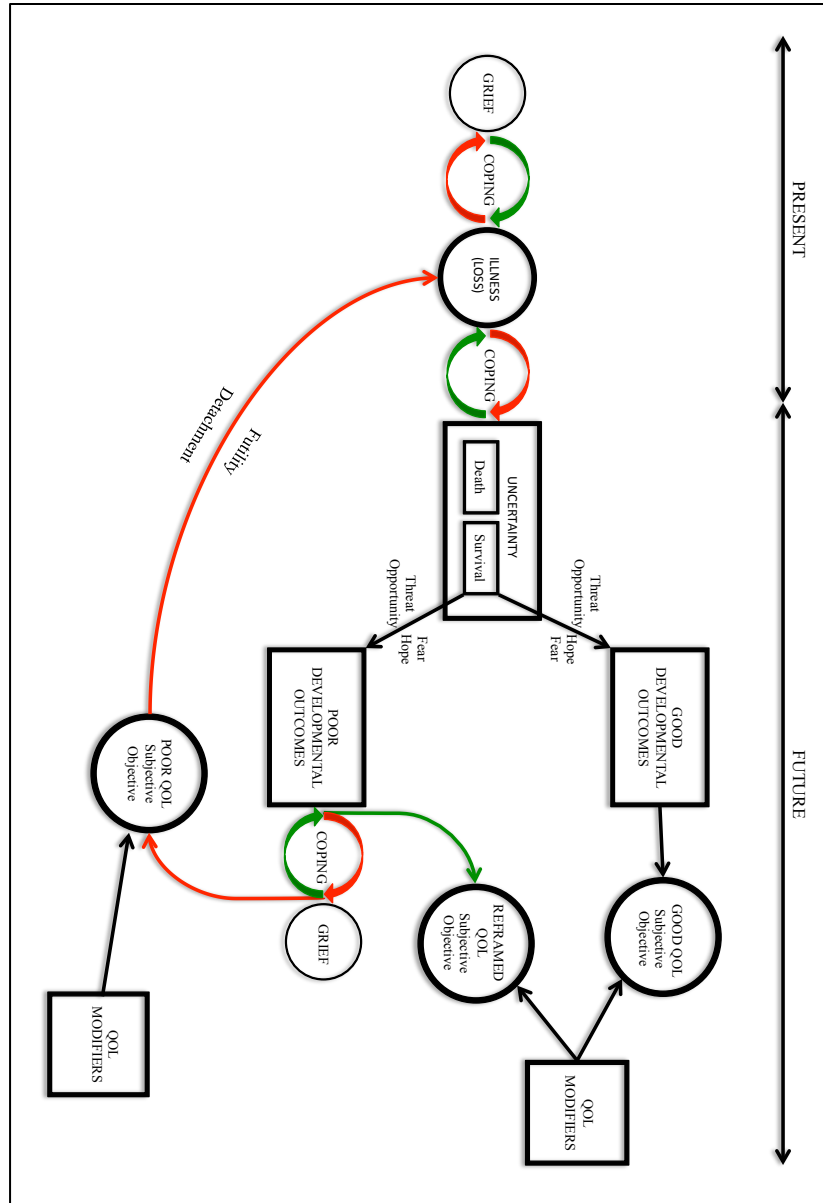 PRESENT
FUTURE
GRIEF
COPING
ILLNESS
(LOSS)
COPING
UNCERTAINTY
Death
Survival
Threat
Opportunity
Hope
Fear
Threat
Opportunity
Fear
Hope
GOOD
DEVELOPMENTAL
OUTCOMES
GOOD QOL
Subjective
Objective
POOR
DEVELOPMENTAL
OUTCOMES
COPING
GRIEF
REFRAMED
QOL
Subjective
Objective
QOL
MODIFIERS
Futility
Detachment
POOR QOL
Subjective
Objective
QOL
MODIFIERS